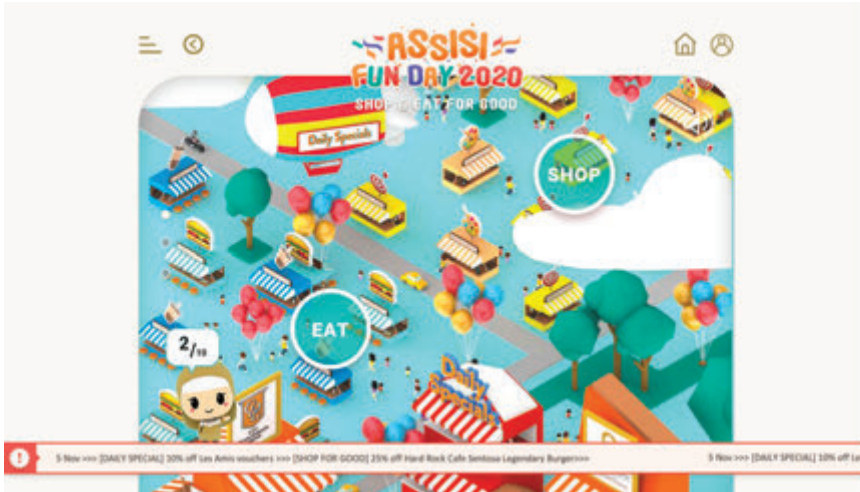 ASSISI
FUN DAY 2020
SHOP & EAT FOR GOOD
Daily Specials
SHOP
EAT
2/10
Daily
Specials
5 Nov >>> [DAILY SPECIAL] 10% off Les Amis vouchers >>> [SHOP FOR GOOD] 25% off Hard Rock Cafe Sentosa Legendary Burger>>>
5 Nov >>> [DAILY SPECIAL] 10% off Le